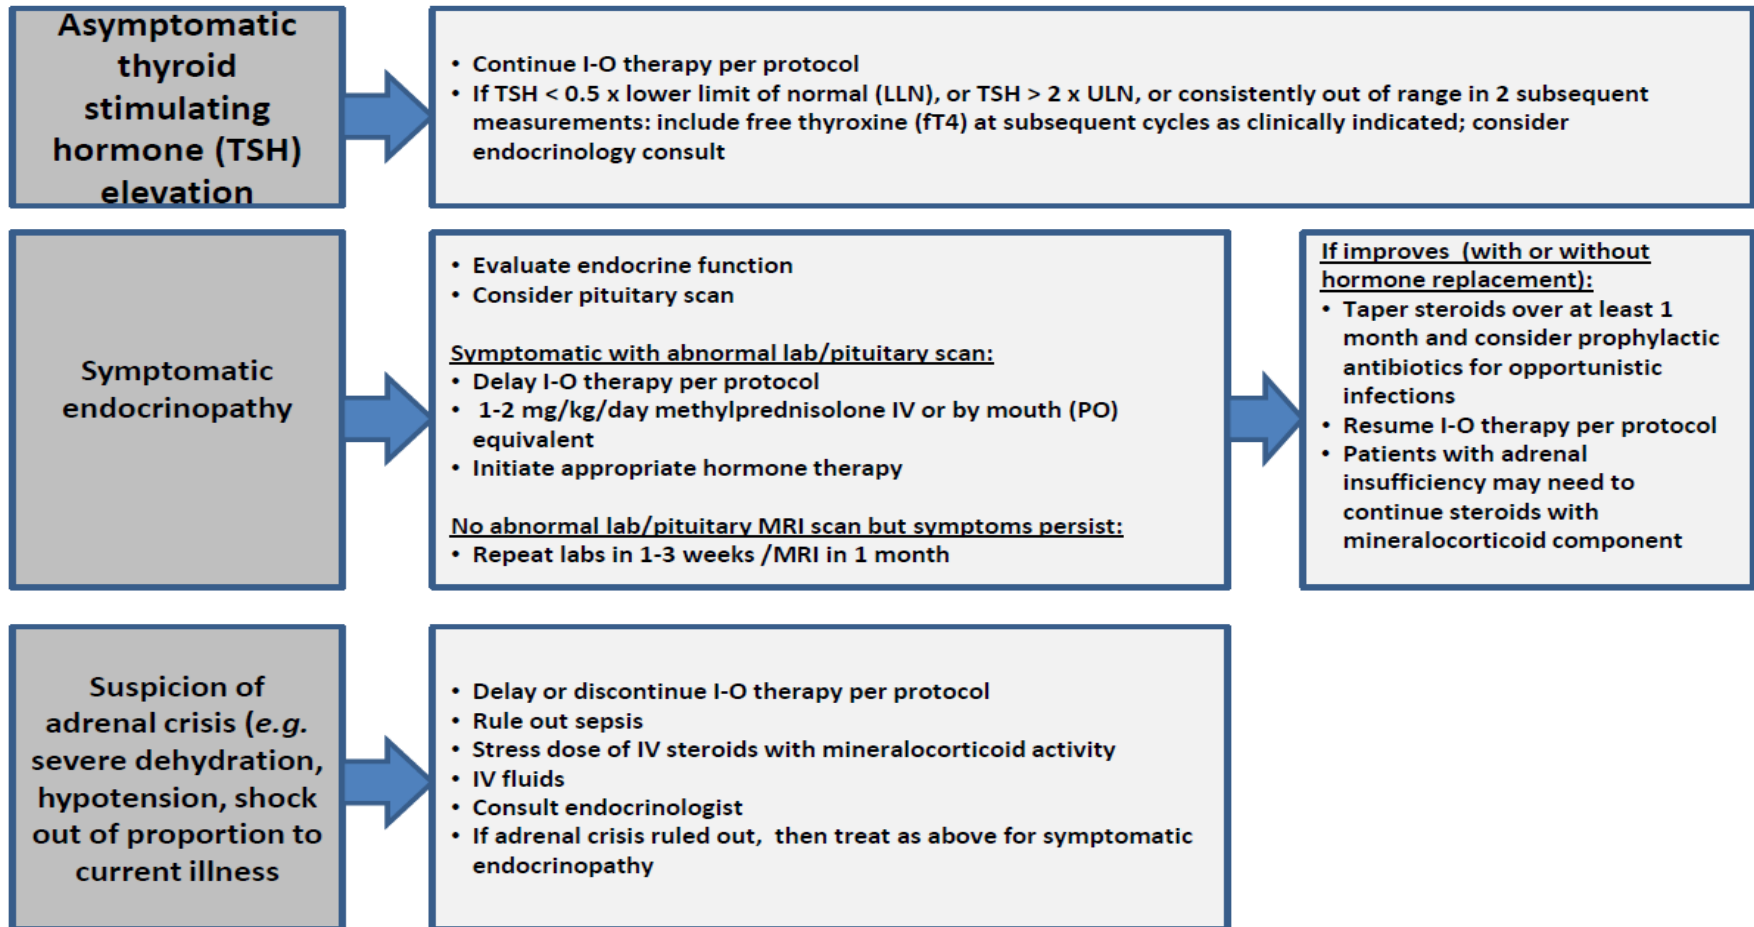 Asymptomatic
thyroid
stimulating
hormone (TSH)
elevation
• Continue I-O therapy per protocol
• If TSH < 0.5 x lower limit of normal (LLN), or TSH > 2 x ULN, or consistently out of range in 2 subsequent
measurements: include free thyroxine (fT4) at subsequent cycles as clinically indicated; consider
endocrinology consult
Symptomatic
endocrinopathy
• Evaluate endocrine function
• Consider pituitary scan
Symptomatic with abnormal lab/pituitary scan:
• Delay I-O therapy per protocol
• 1-2 mg/kg/day methylprednisolone IV or by mouth (PO)
equivalent
• Initiate appropriate hormone therapy
No abnormal lab/pituitary MRI scan but symptoms persist:
• Repeat labs in 1-3 weeks /MRI in 1 month
If improves (with or without
hormone replacement):
• Taper steroids over at least 1
month and consider prophylactic
antibiotics for opportunistic
infections
• Resume I-O therapy per protocol
• Patients with adrenal
insufficiency may need to
continue steroids with
mineralocorticoid component
Suspicion of
adrenal crisis (e.g.
severe dehydration,
hypotension, shock
out of proportion to
current illness
• Delay or discontinue I-O therapy per protocol
• Rule out sepsis
• Stress dose of IV steroids with mineralocorticoid activity
• IV fluids
• Consult endocrinologist
• If adrenal crisis ruled out, then treat as above for symptomatic
endocrinopathy